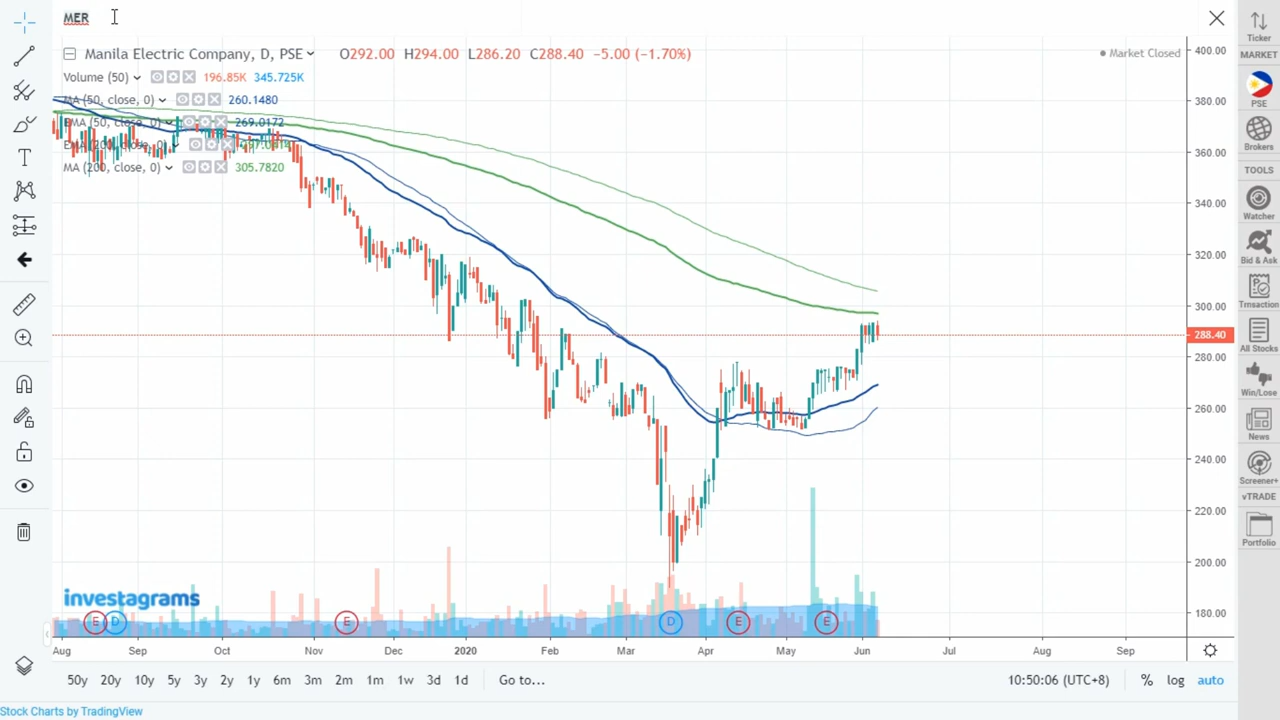 MER
Manila Electric Company, D, PSE O292.00 H294.00 L286.20 C288.40 −5.00 (−1.70%)
Market Closed
Volume (50) 196.85K 345.725K
MA (50, close, 0) 260.1480
EMA (50, close, 0) 269.0172
EMA (200, close, 0)
MA (200, close, 0) 305.7820
400.00
380.00
360.00
340.00
320.00
300.00
288.40
280.00
260.00
240.00
220.00
200.00
180.00
investagrams
E D E D E E
Aug Sep Oct Nov Dec 2020 Feb Mar Apr May Jun Jul Aug Sep
50y 20y 10y 5y 3y 2y 1y 6m 3m 2m 1m 1w 3d 1d Go to... 10:50:06 (UTC+8) % log auto
Stock Charts by TradingView
Ticker
MARKET
PSE
Brokers
TOOLS
Watcher
Bid & Ask
Trnsaction
All Stocks
Win/Lose
News
Screener+
vTRADE
Portfolio